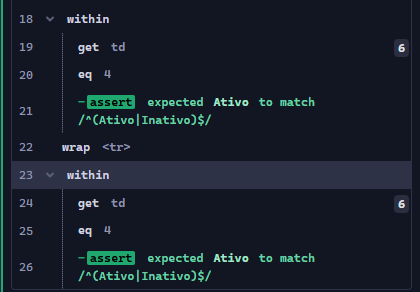 18 within
19 get td 6
20 eq 4
21 -assert expected Ativo to match
/^(Ativo|Inativo)$/
22 wrap <tr>
23 within
24 get td 6
25 eq 4
26 -assert expected Ativo to match
/^(Ativo|Inativo)$/